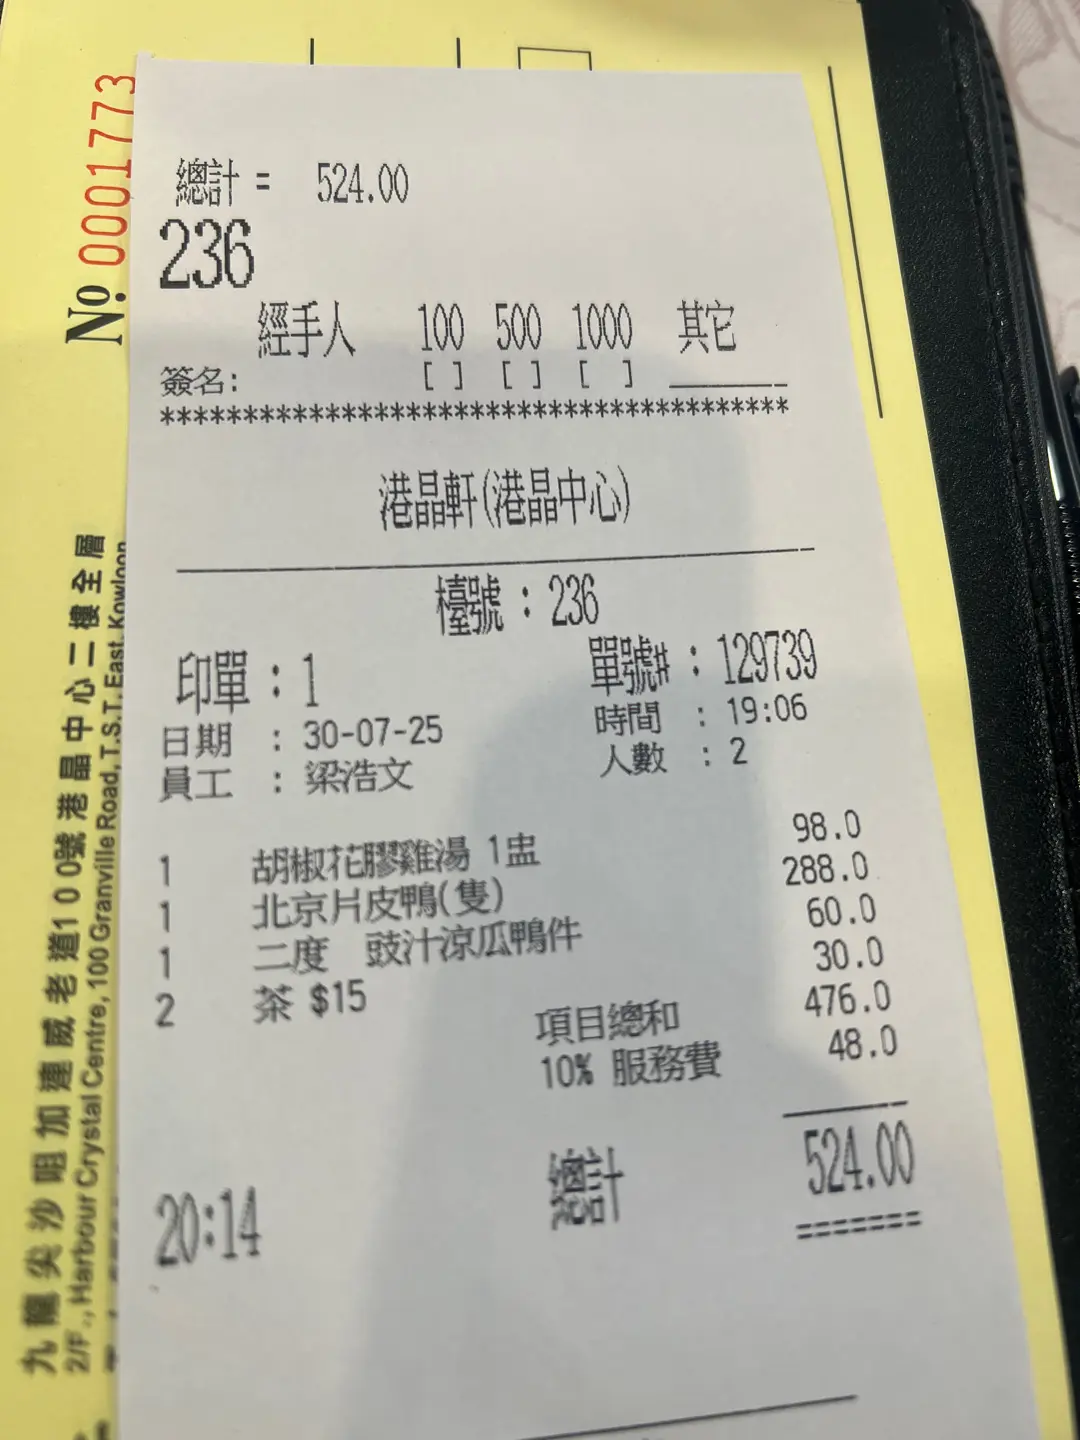 № 0001773
總計 = 524.00
236
經手人 100 500 1000 其它
簽名: [ ] [ ] [ ] _______
**************************************
港晶軒(港晶中心)
檯號 : 236
印單 : 1 單號# : 129739
日期 : 30-07-25 時間 : 19:06
員工 : 梁浩文 人數 : 2
1 胡椒花膠雞湯 1盅 98.0
1 北京片皮鴨(隻) 288.0
1 二度 豉汁涼瓜鴨件 60.0
2 茶 $15 30.0
項目總和 476.0
10% 服務費 48.0
總計 524.00
=======
20:14
九龍尖沙咀加連威老道100號港晶中心二樓全層
2/F., Harbour Crystal Centre, 100 Granville Road, T.S.T. East, Kowloon